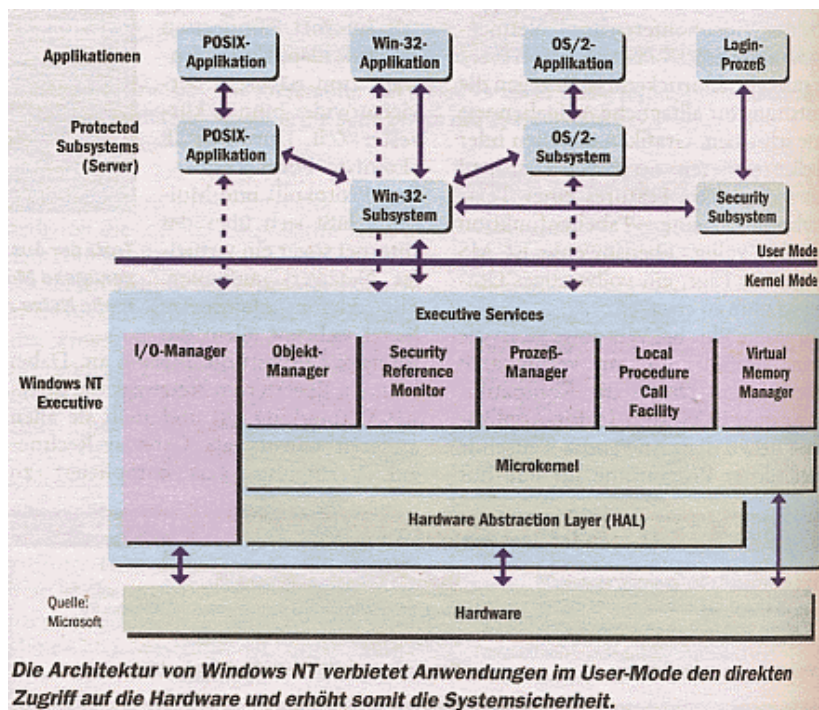 Applikationen
POSIX-
Applikation
Win-32-
Applikation
OS/2-
Applikation
Login-
Prozeß
Protected
Subsystems
(Server)
POSIX-
Applikation
OS/2-
Subsystem
Win-32-
Subsystem
Security
Subsystem
User Mode
Kernel Mode
Executive Services
Windows NT
Executive
I/O-Manager
Objekt-
Manager
Security
Reference
Monitor
Prozeß-
Manager
Local
Procedure
Call
Facility
Virtual
Memory
Manager
Microkernel
Hardware Abstraction Layer (HAL)
Quelle:
Microsoft
Hardware
Die Architektur von Windows NT verbietet Anwendungen im User-Mode den direkten
Zugriff auf die Hardware und erhöht somit die Systemsicherheit.